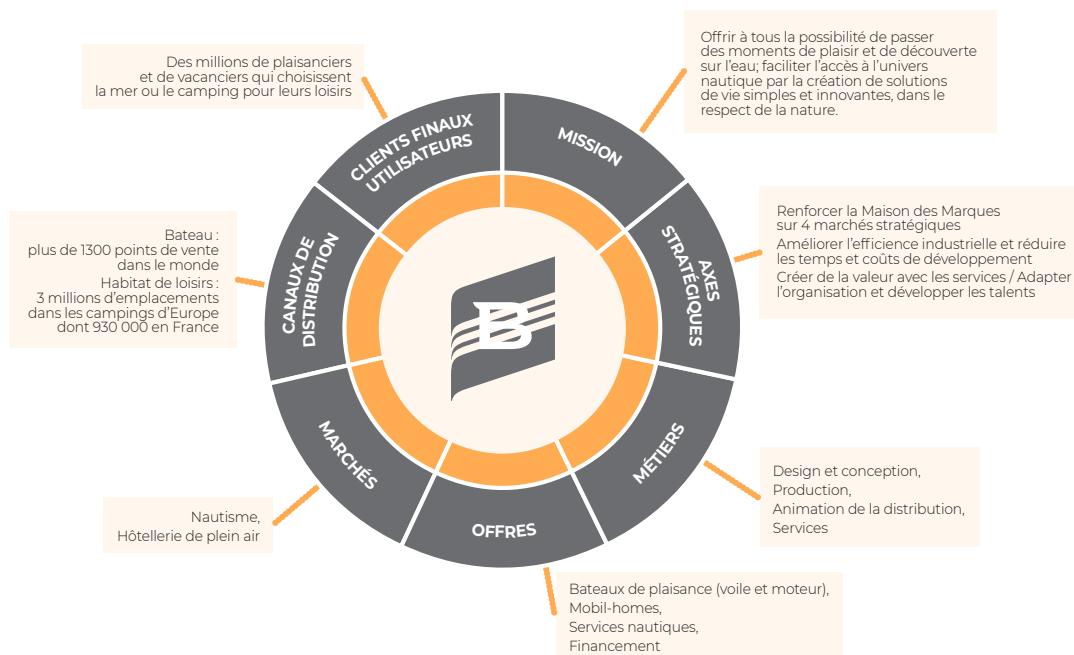 Des millions de plaisanciers
et de vacanciers qui choisissent
la mer ou le camping pour leurs loisirs
CLIENTS FINAUX
UTILISATEURS
MISSION
Offrir à tous la possibilité de passer
des moments de plaisir et de découverte
sur l’eau; faciliter l’accès à l’univers
nautique par la création de solutions
de vie simples et innovantes, dans le
respect de la nature.
AXES
STRATÉGIQUES
Renforcer la Maison des Marques
sur 4 marchés stratégiques
Améliorer l’efficience industrielle et réduire
les temps et coûts de développement
Créer de la valeur avec les services / Adapter
l’organisation et développer les talents
MÉTIERS
Design et conception,
Production,
Animation de la distribution,
Services
OFFRES
Bateaux de plaisance (voile et moteur),
Mobil-homes,
Services nautiques,
Financement
MARCHÉS
Nautisme,
Hôtellerie de plein air
CANAUX DE
DISTRIBUTION
Bateau :
plus de 1300 points de vente
dans le monde
Habitat de loisirs :
3 millions d’emplacements
dans les campings d’Europe
dont 930 000 en France
B